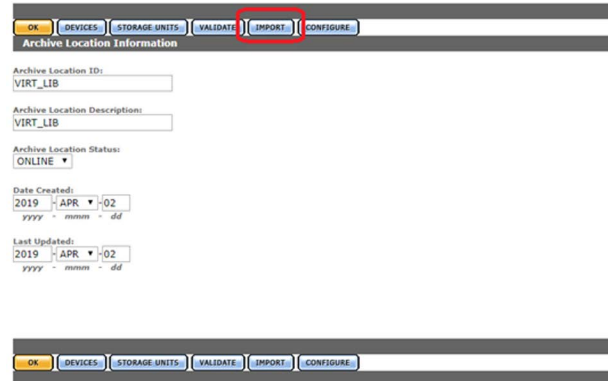 OK DEVICES STORAGE UNITS VALIDATE IMPORT CONFIGURE
Archive Location Information
Archive Location ID:
VIRT_LIB
Archive Location Description:
VIRT_LIB
Archive Location Status:
ONLINE
Date Created:
2019 - APR - 02
yyyy - mmm - dd
Last Updated:
2019 - APR - 02
yyyy - mmm - dd
OK DEVICES STORAGE UNITS VALIDATE IMPORT CONFIGURE